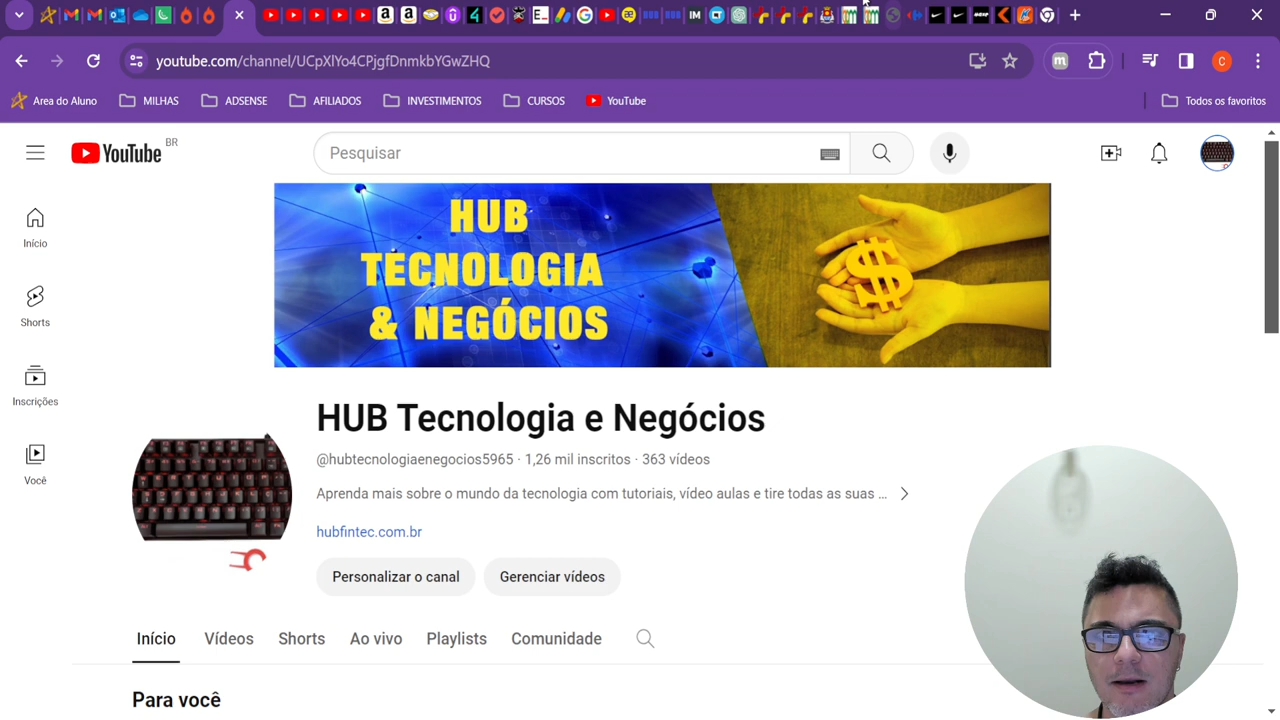 youtube.com/channel/UCpXlYo4CPjgfDnmkbYGwZHQ
C
Area do Aluno
MILHAS
ADSENSE
AFILIADOS
INVESTIMENTOS
CURSOS
YouTube
Todos os favoritos
YouTube BR
Pesquisar
Início
Shorts
Inscrições
Você
HUB
TECNOLOGIA
& NEGÓCIOS
HUB Tecnologia e Negócios
@hubtecnologiaenegocios5965 · 1,26 mil inscritos · 363 vídeos
Aprenda mais sobre o mundo da tecnologia com tutoriais, vídeo aulas e tire todas as suas ...
hubfintec.com.br
Personalizar o canal
Gerenciar vídeos
Início
Vídeos
Shorts
Ao vivo
Playlists
Comunidade
Para você